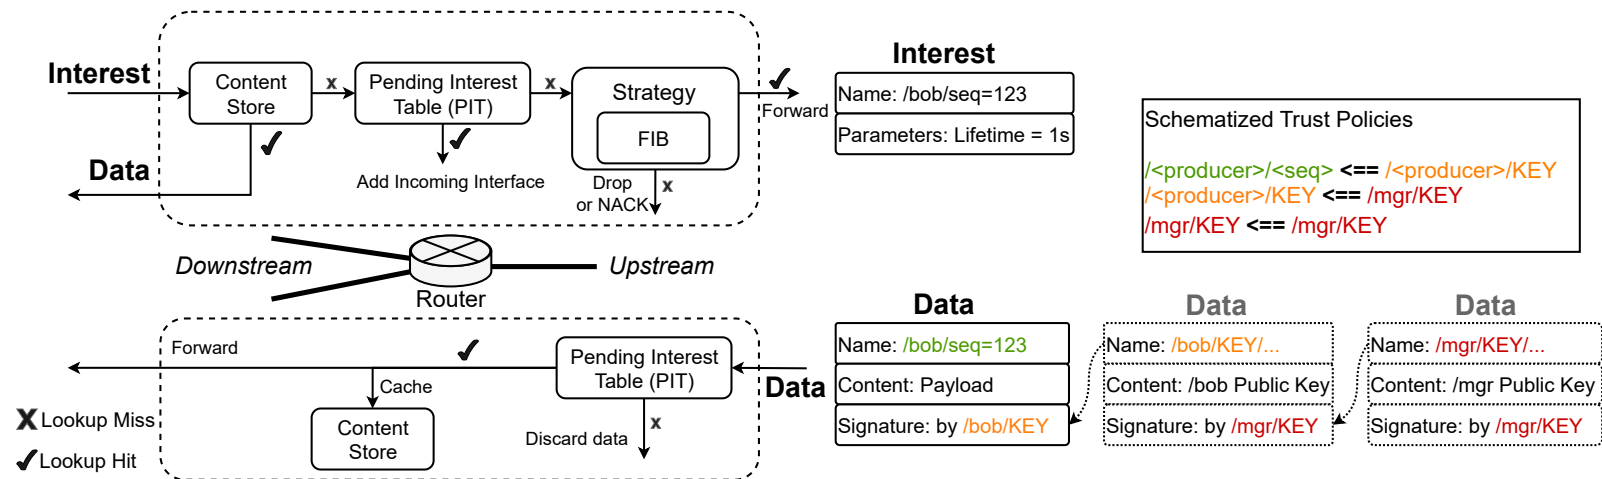 Interest
Content
Store
x
Pending Interest
Table (PIT)
x
Strategy
FIB
Forward
Data
Add Incoming Interface
Drop
or NACK
x
Interest
Name: /bob/seq=123
Parameters: Lifetime = 1s
Schematized Trust Policies
/<producer>/<seq> <== /<producer>/KEY
/<producer>/KEY <== /mgr/KEY
/mgr/KEY <== /mgr/KEY
Downstream
Upstream
Router
Forward
Pending Interest
Table (PIT)
Data
Cache
Content
Store
Discard data
x
X Lookup Miss
Lookup Hit
Data
Name: /bob/seq=123
Content: Payload
Signature: by /bob/KEY
Data
Name: /bob/KEY/...
Content: /bob Public Key
Signature: by /mgr/KEY
Data
Name: /mgr/KEY/...
Content: /mgr Public Key
Signature: by /mgr/KEY